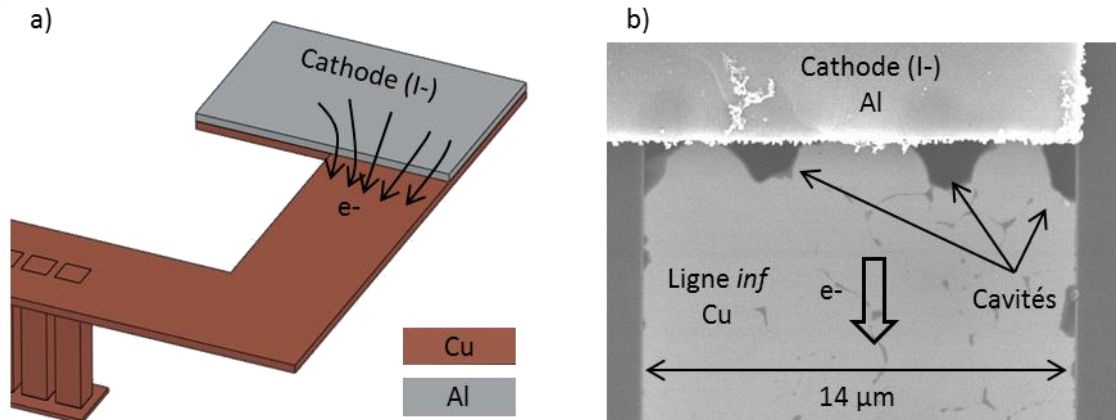 a)
Cathode (I-)
e-
Cu
Al
b)
Cathode (I-)
Al
Ligne inf
Cu
e-
Cavités
14 µm